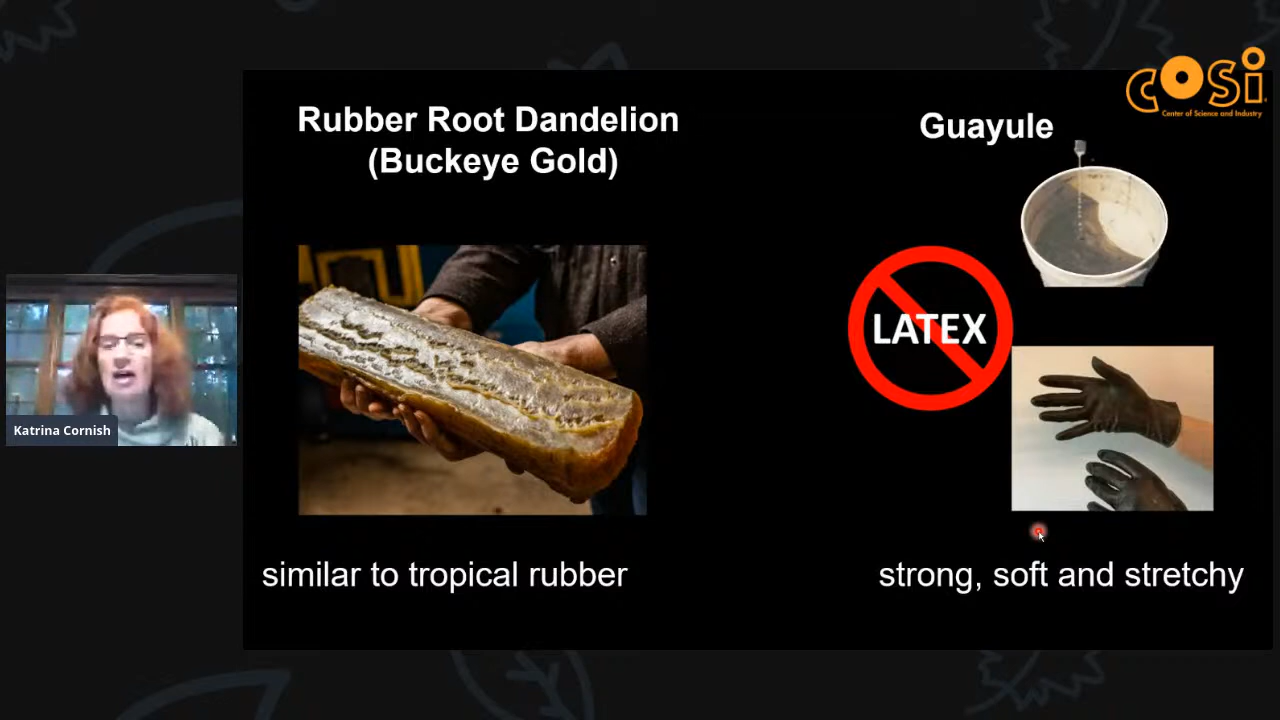 COSI
Center of Science and Industry
Rubber Root Dandelion
(Buckeye Gold)
Guayule
LATEX
Katrina Cornish
similar to tropical rubber
strong, soft and stretchy